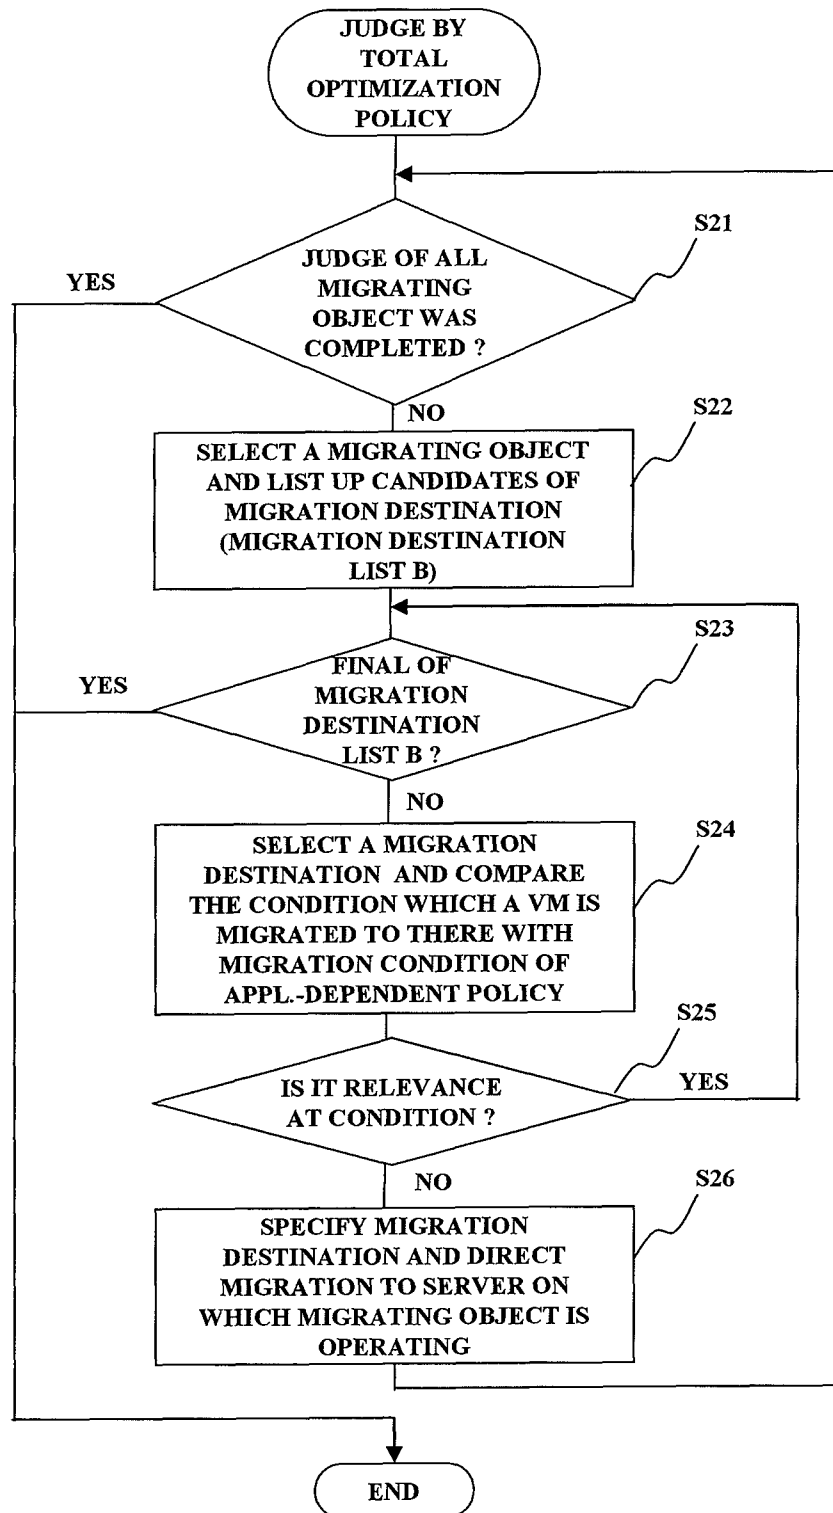 JUDGE BY
TOTAL
OPTIMIZATION
POLICY
S21
YES
JUDGE OF ALL
MIGRATING
OBJECT WAS
COMPLETED ?
NO
S22
SELECT A MIGRATING OBJECT
AND LIST UP CANDIDATES OF
MIGRATION DESTINATION
(MIGRATION DESTINATION
LIST B)
S23
YES
FINAL OF
MIGRATION
DESTINATION
LIST B ?
NO
S24
SELECT A MIGRATION
DESTINATION AND COMPARE
THE CONDITION WHICH A VM IS
MIGRATED TO THERE WITH
MIGRATION CONDITION OF
APPL.-DEPENDENT POLICY
S25
IS IT RELEVANCE
AT CONDITION ?
YES
NO
S26
SPECIFY MIGRATION
DESTINATION AND DIRECT
MIGRATION TO SERVER ON
WHICH MIGRATING OBJECT IS
OPERATING
END